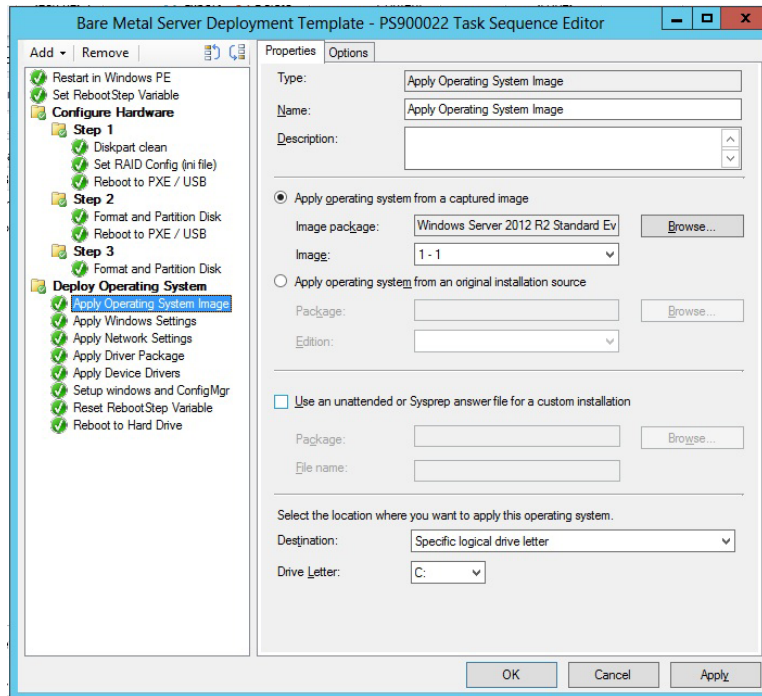 Bare Metal Server Deployment Template - PS900022 Task Sequence Editor
Add Remove
Restart in Windows PE
Set RebootStep Variable
Configure Hardware
Step 1
Diskpart clean
Set RAID Config (ini file)
Reboot to PXE / USB
Step 2
Format and Partition Disk
Reboot to PXE / USB
Step 3
Format and Partition Disk
Deploy Operating System
Apply Operating System Image
Apply Windows Settings
Apply Network Settings
Apply Driver Package
Apply Device Drivers
Setup windows and ConfigMgr
Reset RebootStep Variable
Reboot to Hard Drive
Properties Options
Type: Apply Operating System Image
Name: Apply Operating System Image
Description:
Apply operating system from a captured image
Image package: Windows Server 2012 R2 Standard Ev Browse...
Image: 1 - 1
Apply operating system from an original installation source
Package: Browse...
Edition:
Use an unattended or Sysprep answer file for a custom installation
Package: Browse...
File name:
Select the location where you want to apply this operating system.
Destination: Specific logical drive letter
Drive Letter: C:
OK Cancel Apply